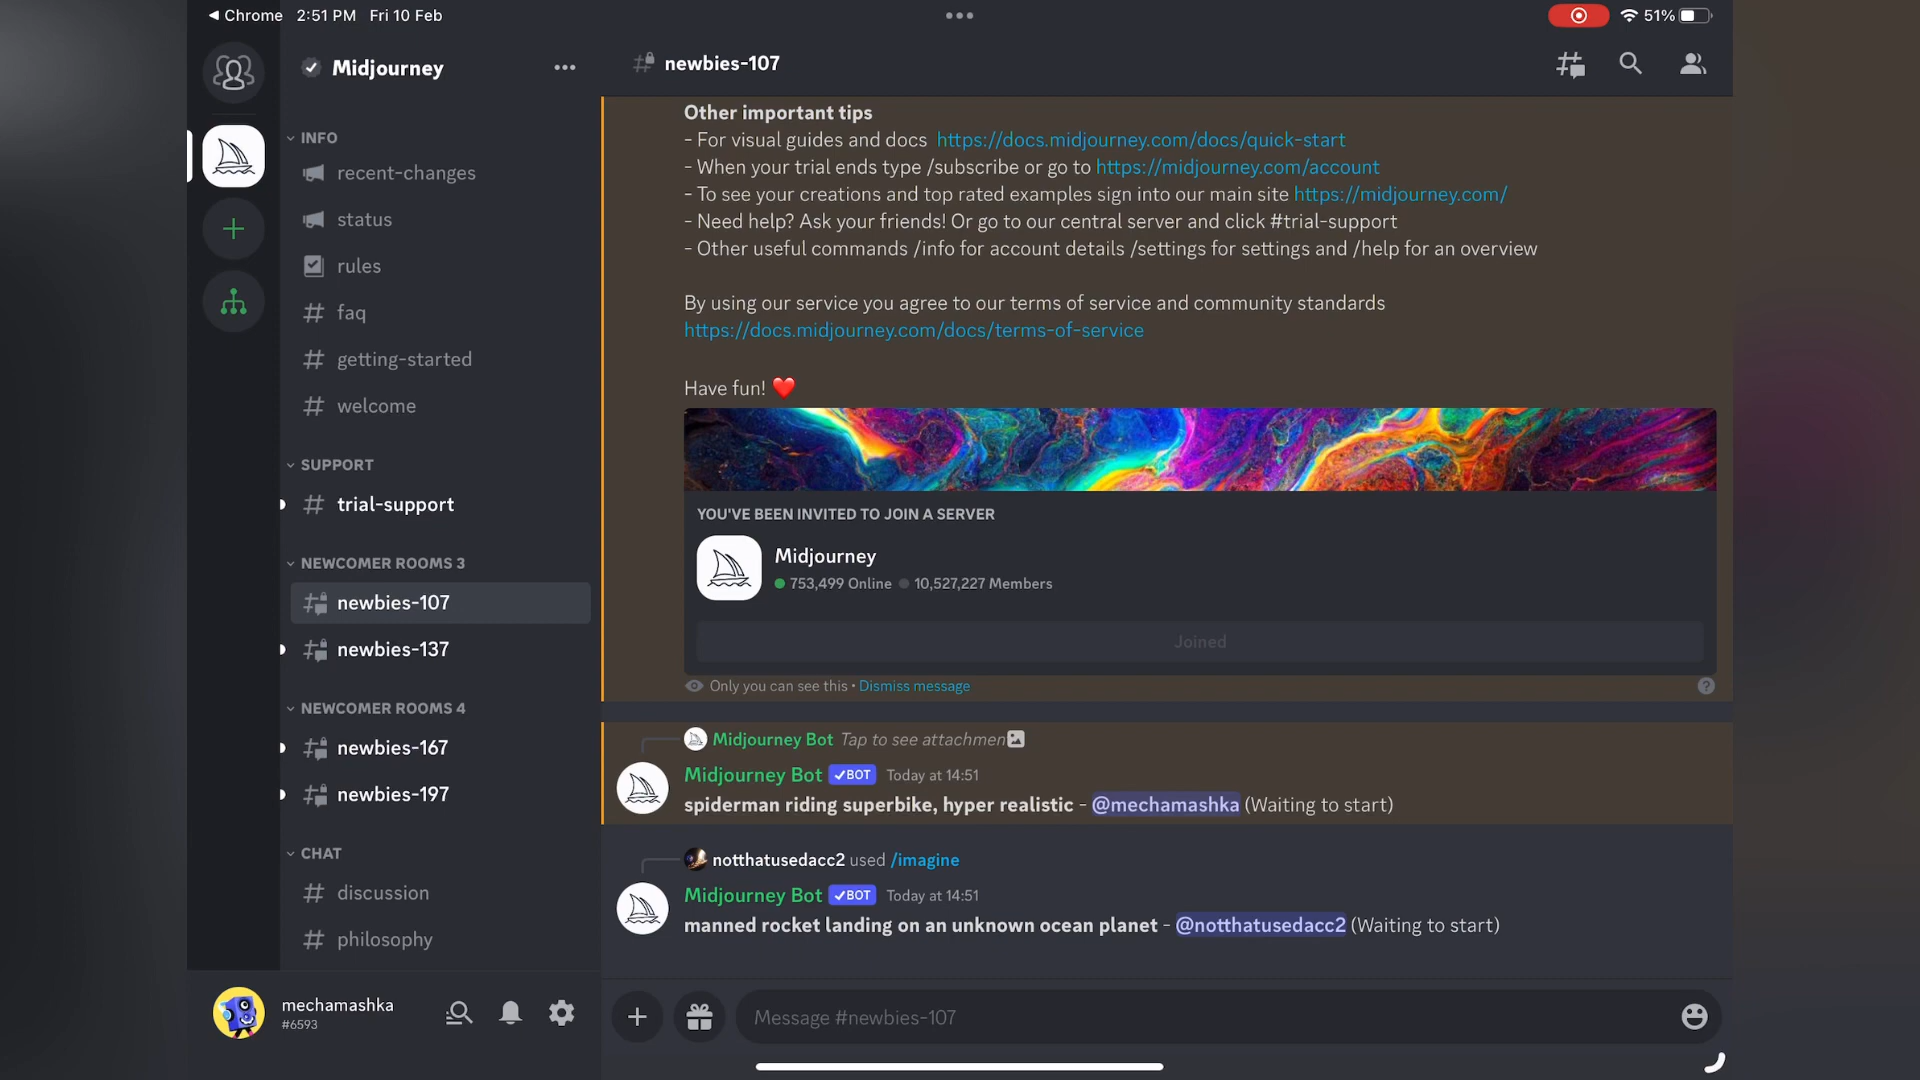 Chrome 2:51 PM Fri 10 Feb
51%
Midjourney
INFO
recent-changes
status
rules
faq
getting-started
welcome
SUPPORT
trial-support
NEWCOMER ROOMS 3
newbies-107
newbies-137
NEWCOMER ROOMS 4
newbies-167
newbies-197
CHAT
discussion
philosophy
mechamashka
#6593
newbies-107
Other important tips
- For visual guides and docs https://docs.midjourney.com/docs/quick-start
- When your trial ends type /subscribe or go to https://midjourney.com/account
- To see your creations and top rated examples sign into our main site https://midjourney.com/
- Need help? Ask your friends! Or go to our central server and click #trial-support
- Other useful commands /info for account details /settings for settings and /help for an overview
By using our service you agree to our terms of service and community standards
https://docs.midjourney.com/docs/terms-of-service
Have fun! ❤️
YOU'VE BEEN INVITED TO JOIN A SERVER
Midjourney
753,499 Online 10,527,227 Members
Joined
Only you can see this • Dismiss message
Midjourney Bot Tap to see attachmen
Midjourney Bot ✓BOT Today at 14:51
spiderman riding superbike, hyper realistic - @mechamashka (Waiting to start)
notthatusedacc2 used /imagine
Midjourney Bot ✓BOT Today at 14:51
manned rocket landing on an unknown ocean planet - @notthatusedacc2 (Waiting to start)
Message #newbies-107